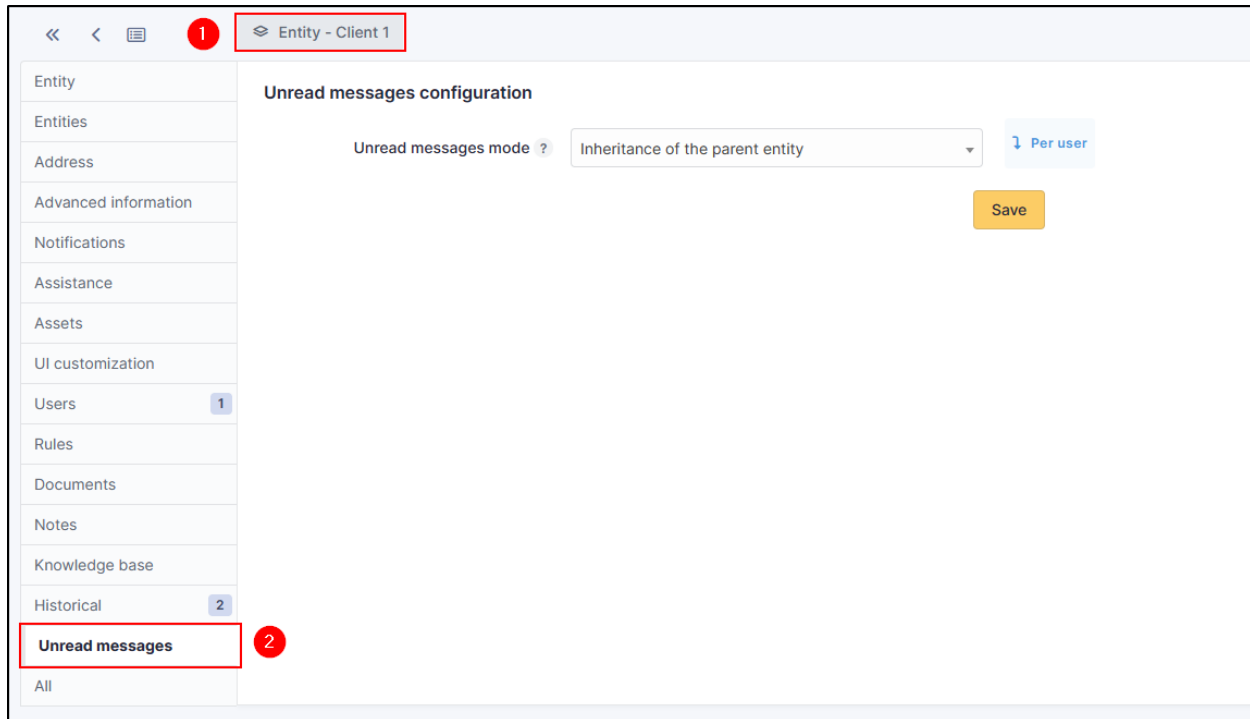 1
Entity - Client 1
Entity
Entities
Address
Advanced information
Notifications
Assistance
Assets
UI customization
Users 1
Rules
Documents
Notes
Knowledge base
Historical 2
Unread messages
2
All
Unread messages configuration
Unread messages mode ? Inheritance of the parent entity Per user
Save